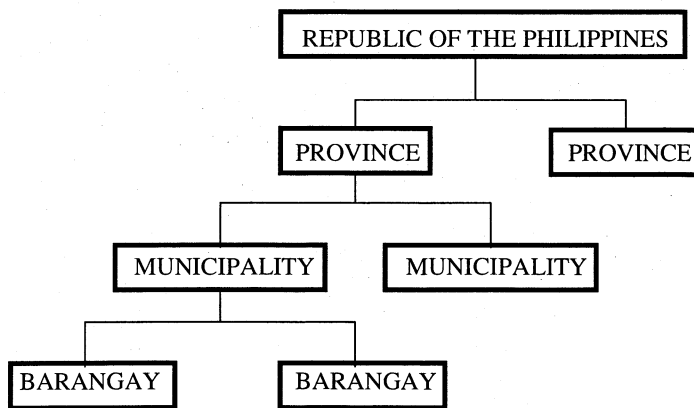 REPUBLIC OF THE PHILIPPINES
PROVINCE
PROVINCE
MUNICIPALITY
MUNICIPALITY
BARANGAY
BARANGAY